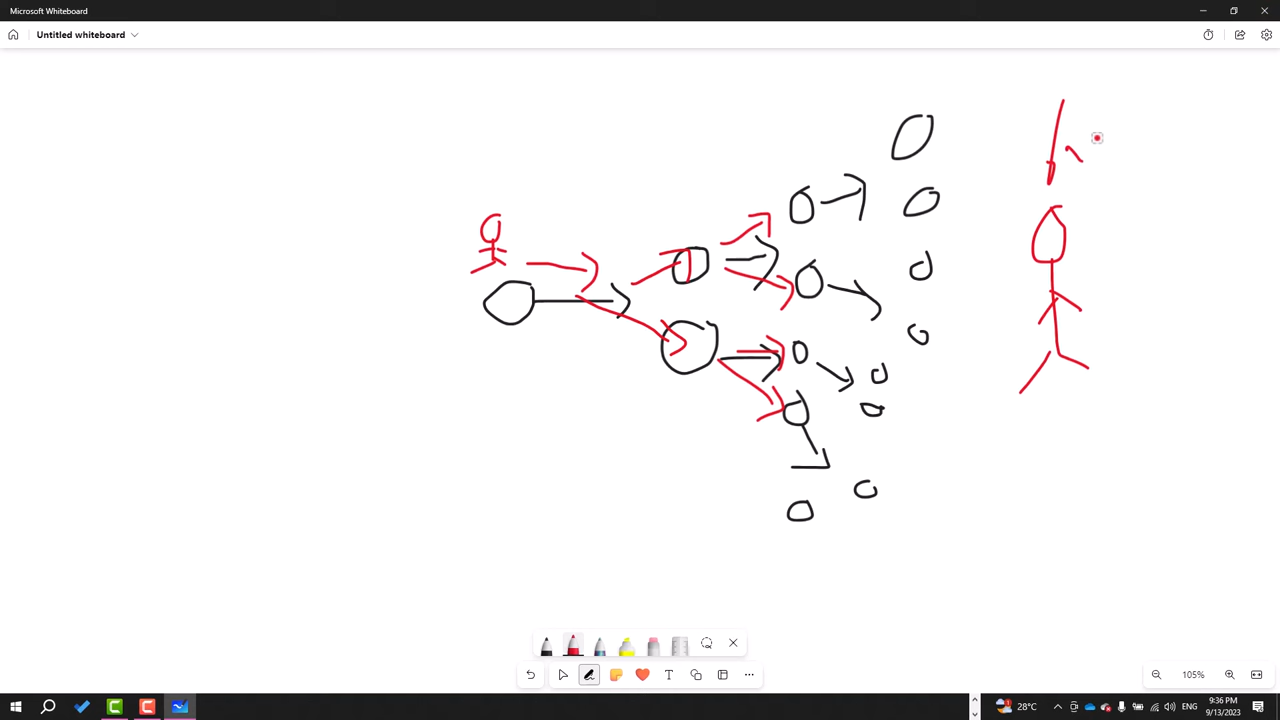 Microsoft Whiteboard
Untitled whiteboard
105%
28°C
ENG
9:36 PM
9/13/2023